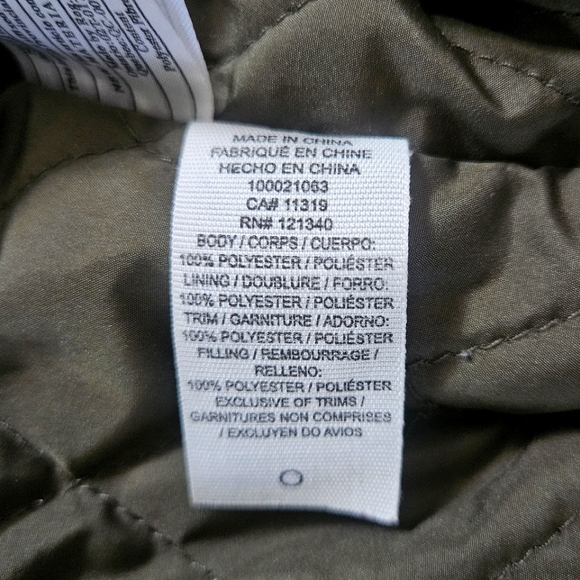 MADE IN CHINA
FABRIQUÉ EN CHINE
HECHO EN CHINA
100021063
CA# 11319
RN# 121340
BODY / CORPS / CUERPO:
100% POLYESTER / POLIÉSTER
LINING / DOUBLURE / FORRO:
100% POLYESTER / POLIÉSTER
TRIM / GARNITURE / ADORNO:
100% POLYESTER / POLIÉSTER
FILLING / REMBOURRAGE /
RELLENO:
100% POLYESTER / POLIÉSTER
EXCLUSIVE OF TRIMS /
GARNITURES NON COMPRISES
/ EXCLUYEN DO AVIOS